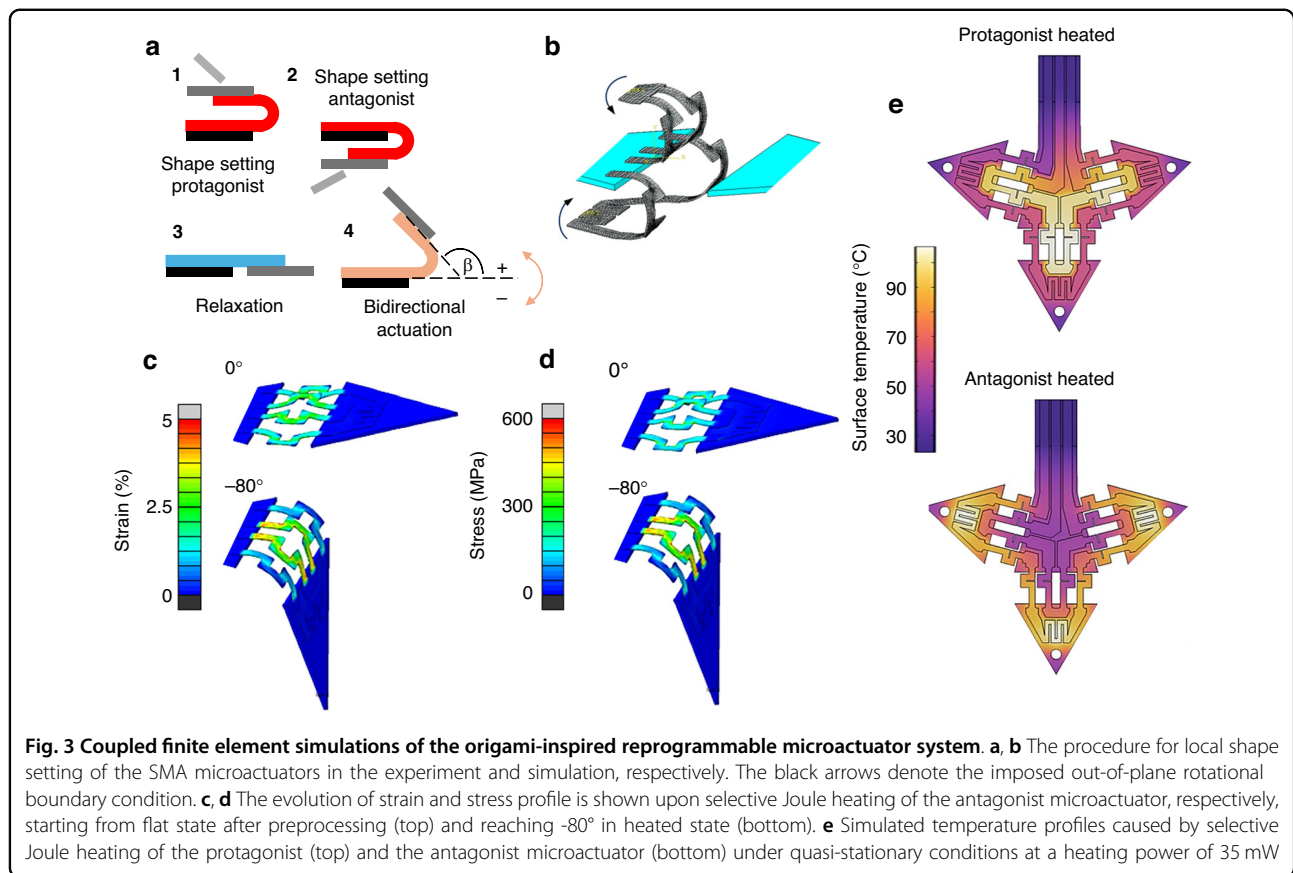 a
1
2
Shape setting
antagonist
Shape setting
protagonist
3
Relaxation
4
β
+
−
Bidirectional
actuation
b
c
0°
5
2.5
0
Strain (%)
−80°
d
0°
600
300
0
Stress (MPa)
−80°
e
Protagonist heated
Surface temperature (°C)
90
70
50
30
Antagonist heated
Fig. 3 Coupled finite element simulations of the origami-inspired reprogrammable microactuator system. a, b The procedure for local shape
setting of the SMA microactuators in the experiment and simulation, respectively. The black arrows denote the imposed out-of-plane rotational
boundary condition. c, d The evolution of strain and stress profile is shown upon selective Joule heating of the antagonist microactuator, respectively,
starting from flat state after preprocessing (top) and reaching -80° in heated state (bottom). e Simulated temperature profiles caused by selective
Joule heating of the protagonist (top) and the antagonist microactuator (bottom) under quasi-stationary conditions at a heating power of 35 mW